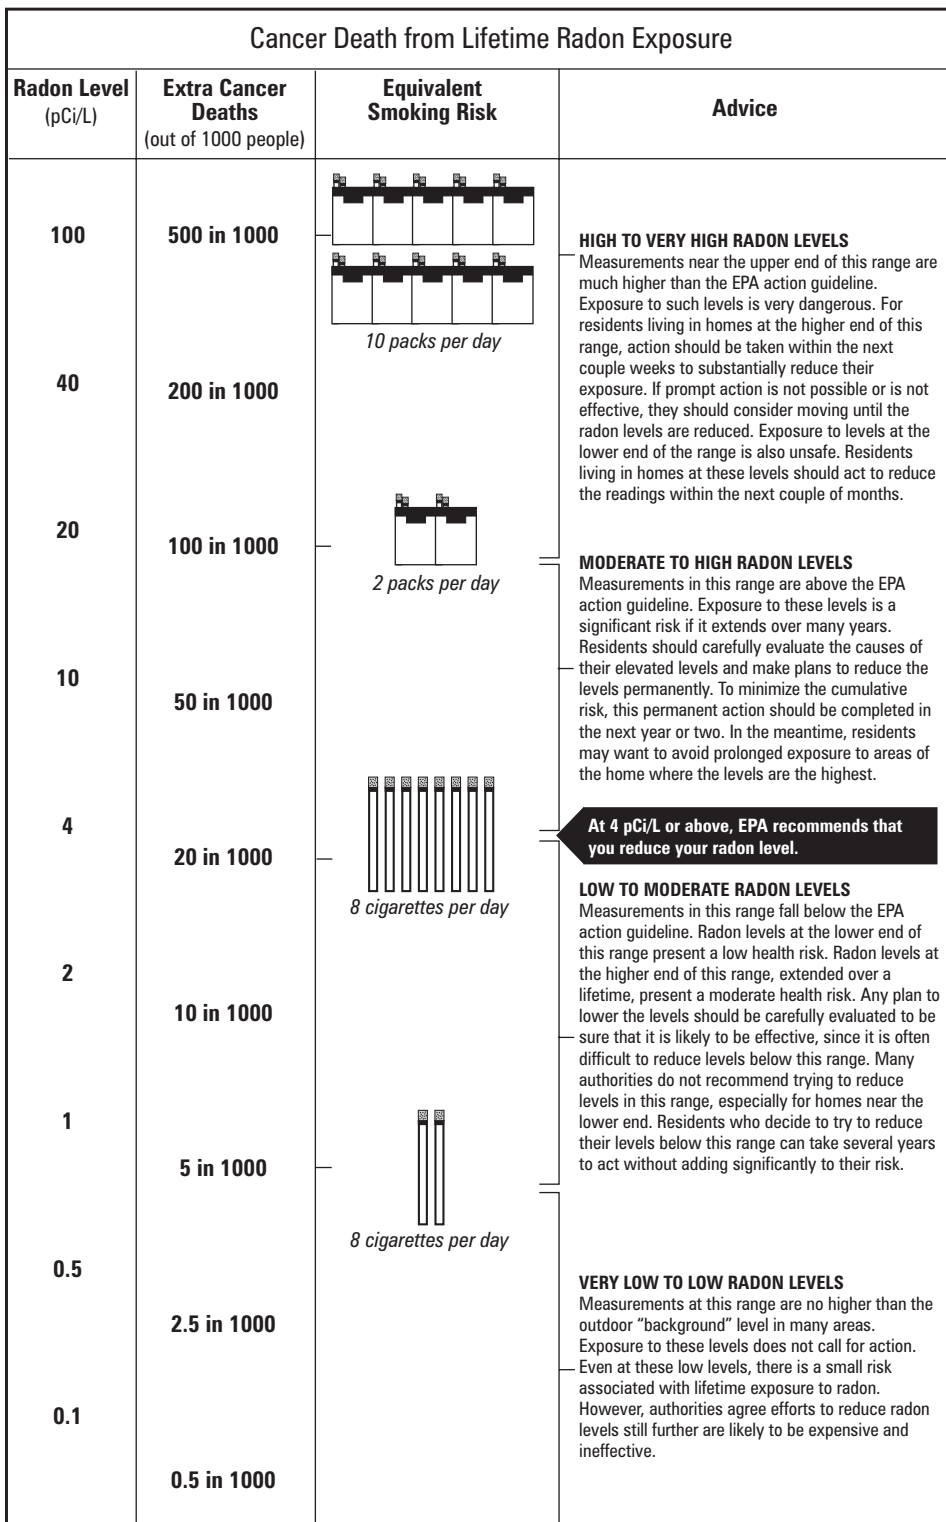 Cancer Death from Lifetime Radon Exposure
Radon Level
(pCi/L)
Extra Cancer
Deaths
(out of 1000 people)
Equivalent
Smoking Risk
Advice
100
500 in 1000
10 packs per day
HIGH TO VERY HIGH RADON LEVELS
Measurements near the upper end of this range are
much higher than the EPA action guideline.
Exposure to such levels is very dangerous. For
residents living in homes at the higher end of this
range, action should be taken within the next
couple weeks to substantially reduce their
exposure. If prompt action is not possible or is not
effective, they should consider moving until the
radon levels are reduced. Exposure to levels at the
lower end of the range is also unsafe. Residents
living in homes at these levels should act to reduce
the readings within the next couple of months.
40
200 in 1000
20
100 in 1000
2 packs per day
MODERATE TO HIGH RADON LEVELS
Measurements in this range are above the EPA
action guideline. Exposure to these levels is a
significant risk if it extends over many years.
Residents should carefully evaluate the causes of
their elevated levels and make plans to reduce the
levels permanently. To minimize the cumulative
risk, this permanent action should be completed in
the next year or two. In the meantime, residents
may want to avoid prolonged exposure to areas of
the home where the levels are the highest.
10
50 in 1000
4
20 in 1000
8 cigarettes per day
At 4 pCi/L or above, EPA recommends that
you reduce your radon level.
LOW TO MODERATE RADON LEVELS
Measurements in this range fall below the EPA
action guideline. Radon levels at the lower end of
this range present a low health risk. Radon levels at
the higher end of this range, extended over a
lifetime, present a moderate health risk. Any plan to
lower the levels should be carefully evaluated to be
sure that it is likely to be effective, since it is often
difficult to reduce levels below this range. Many
authorities do not recommend trying to reduce
levels in this range, especially for homes near the
lower end. Residents who decide to try to reduce
their levels below this range can take several years
to act without adding significantly to their risk.
2
10 in 1000
1
5 in 1000
8 cigarettes per day
0.5
2.5 in 1000
VERY LOW TO LOW RADON LEVELS
Measurements at this range are no higher than the
outdoor “background” level in many areas.
Exposure to these levels does not call for action.
Even at these low levels, there is a small risk
associated with lifetime exposure to radon.
However, authorities agree efforts to reduce radon
levels still further are likely to be expensive and
ineffective.
0.1
0.5 in 1000